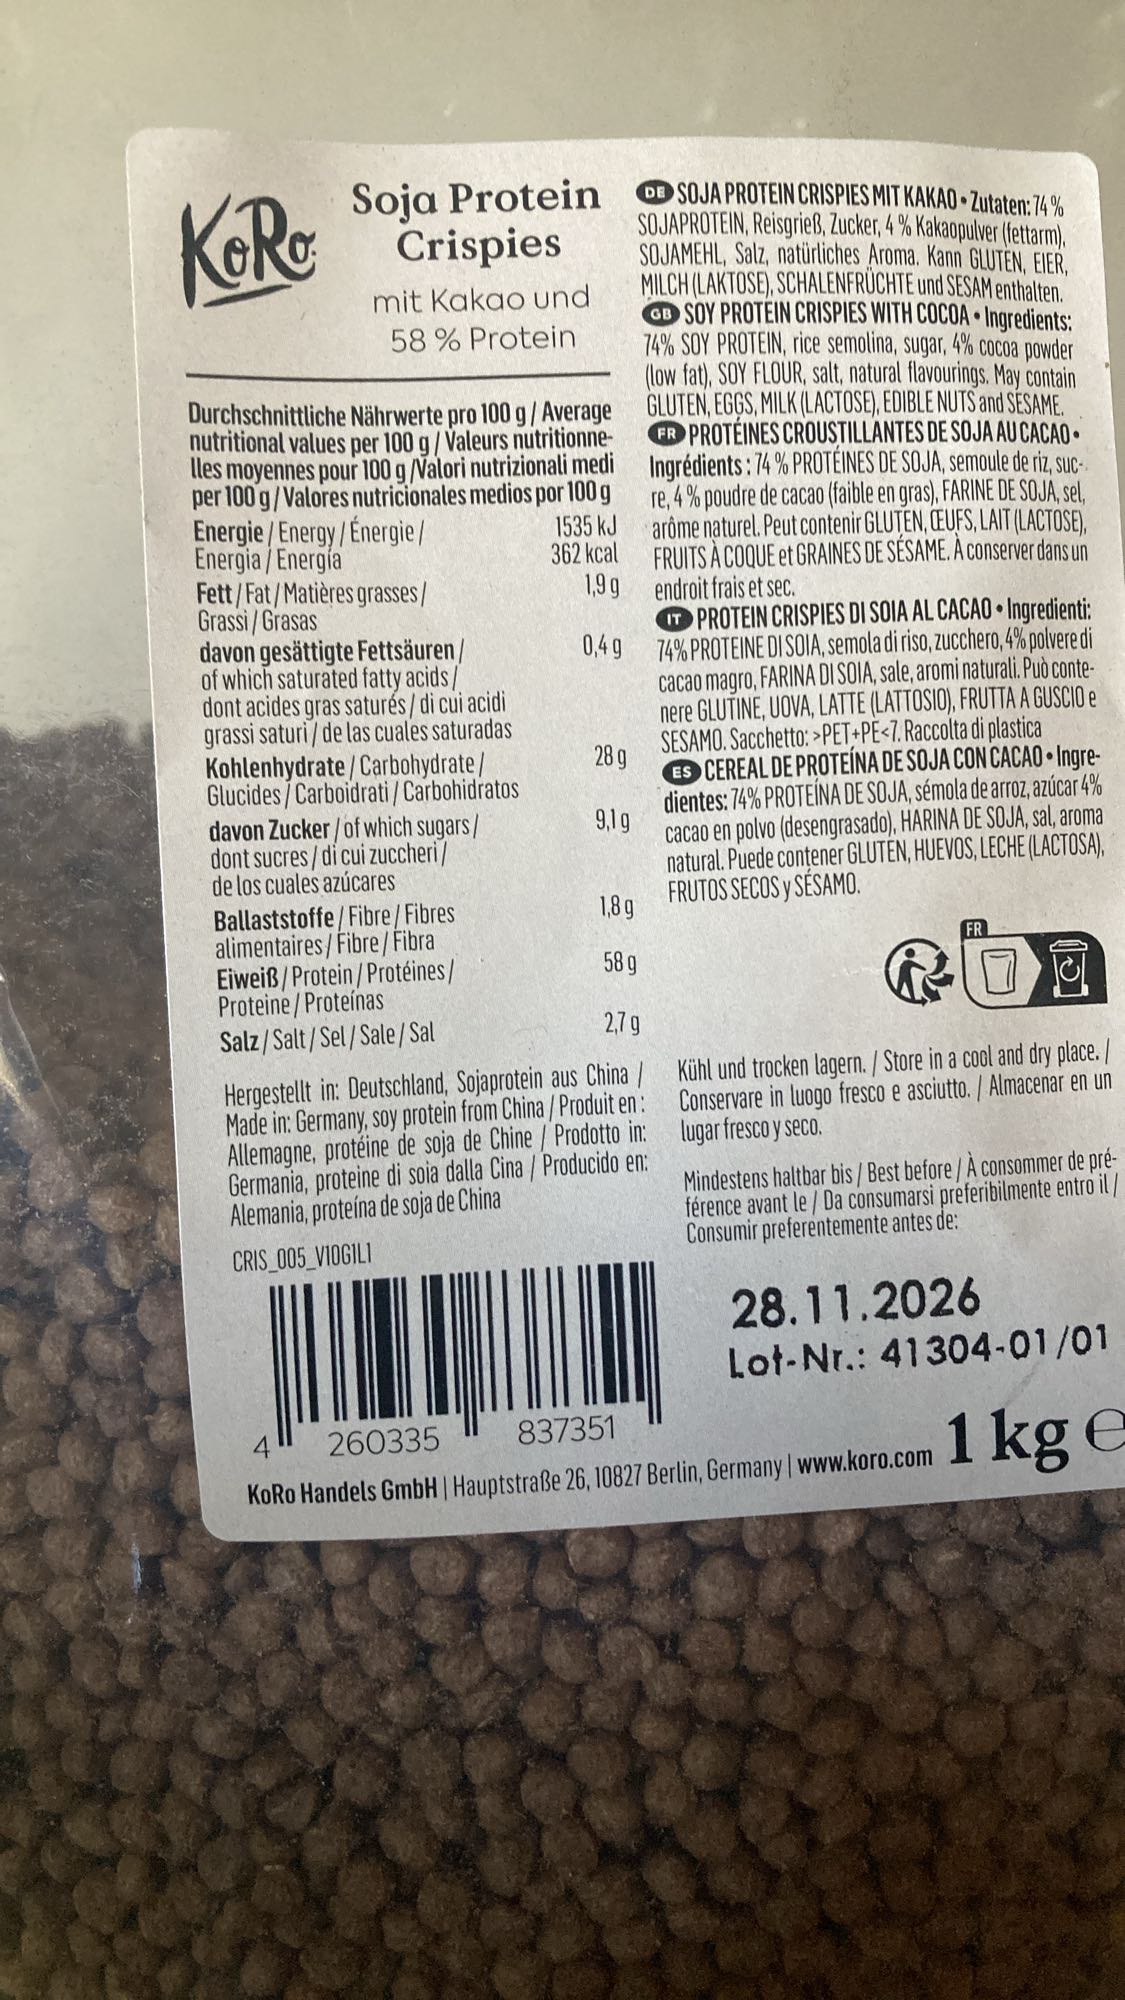 KoRo
Soja Protein
Crispies
mit Kakao und
58 % Protein
Durchschnittliche Nährwerte pro 100 g / Average
nutritional values per 100 g / Valeurs nutritionne-
lles moyennes pour 100 g /Valori nutrizionali medi
per 100 g / Valores nutricionales medios por 100 g
Energie / Energy / Énergie / 1535 kJ
Energia / Energía 362 kcal
Fett / Fat / Matières grasses / 1,9 g
Grassi / Grasas
davon gesättigte Fettsäuren / 0,4 g
of which saturated fatty acids /
dont acides gras saturés / di cui acidi
grassi saturi / de las cuales saturadas
Kohlenhydrate / Carbohydrate / 28 g
Glucides / Carboidrati / Carbohidratos
davon Zucker / of which sugars / 9,1 g
dont sucres / di cui zuccheri /
de los cuales azúcares
Ballaststoffe / Fibre / Fibres 1,8 g
alimentaires / Fibre / Fibra
Eiweiß / Protein / Protéines / 58 g
Proteine / Proteínas
Salz / Salt / Sel / Sale / Sal 2,7 g
Hergestellt in: Deutschland, Sojaprotein aus China /
Made in: Germany, soy protein from China / Produit en :
Allemagne, protéine de soja de Chine / Prodotto in:
Germania, proteine di soia dalla Cina / Producido en:
Alemania, proteína de soja de China
CRIS_005_V10G1L1
4 260335 837351
DE SOJA PROTEIN CRISPIES MIT KAKAO • Zutaten: 74 %
SOJAPROTEIN, Reisgrieß, Zucker, 4 % Kakaopulver (fettarm),
SOJAMEHL, Salz, natürliches Aroma. Kann GLUTEN, EIER,
MILCH (LAKTOSE), SCHALENFRÜCHTE und SESAM enthalten.
GB SOY PROTEIN CRISPIES WITH COCOA • Ingredients:
74% SOY PROTEIN, rice semolina, sugar, 4% cocoa powder
(low fat), SOY FLOUR, salt, natural flavourings. May contain
GLUTEN, EGGS, MILK (LACTOSE), EDIBLE NUTS and SESAME.
FR PROTÉINES CROUSTILLANTES DE SOJA AU CACAO •
Ingrédients : 74 % PROTÉINES DE SOJA, semoule de riz, suc-
re, 4 % poudre de cacao (faible en gras), FARINE DE SOJA, sel,
arôme naturel. Peut contenir GLUTEN, ŒUFS, LAIT (LACTOSE),
FRUITS À COQUE et GRAINES DE SÉSAME. À conserver dans un
endroit frais et sec.
IT PROTEIN CRISPIES DI SOIA AL CACAO • Ingredienti:
74% PROTEINE DI SOIA, semola di riso, zucchero, 4% polvere di
cacao magro, FARINA DI SOIA, sale, aromi naturali. Può conte-
nere GLUTINE, UOVA, LATTE (LATTOSIO), FRUTTA A GUSCIO e
SESAMO. Sacchetto: >PET+PE<7. Raccolta di plastica
ES CEREAL DE PROTEÍNA DE SOJA CON CACAO • Ingre-
dientes: 74% PROTEÍNA DE SOJA, sémola de arroz, azúcar 4%
cacao en polvo (desengrasado), HARINA DE SOJA, sal, aroma
natural. Puede contener GLUTEN, HUEVOS, LECHE (LACTOSA),
FRUTOS SECOS y SÉSAMO.
FR
Kühl und trocken lagern. / Store in a cool and dry place. /
Conservare in luogo fresco e asciutto. / Almacenar en un
lugar fresco y seco.
Mindestens haltbar bis / Best before / À consommer de pré-
férence avant le / Da consumarsi preferibilmente entro il /
Consumir preferentemente antes de:
28.11.2026
Lot-Nr.: 41304-01/01
1 kg e
KoRo Handels GmbH | Hauptstraße 26, 10827 Berlin, Germany | www.koro.com